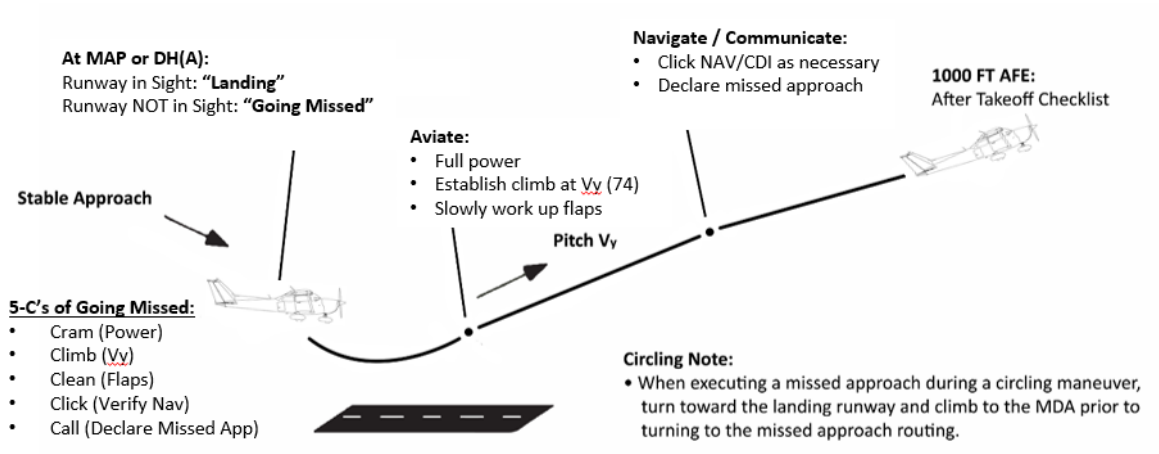 At MAP or DH(A):
Runway in Sight: “Landing”
Runway NOT in Sight: “Going Missed”
Navigate / Communicate:
• Click NAV/CDI as necessary
• Declare missed approach
1000 FT AFE:
After Takeoff Checklist
Aviate:
• Full power
• Establish climb at Vy (74)
• Slowly work up flaps
Stable Approach
Pitch Vy
5-C’s of Going Missed:
• Cram (Power)
• Climb (Vy)
• Clean (Flaps)
• Click (Verify Nav)
• Call (Declare Missed App)
Circling Note:
• When executing a missed approach during a circling maneuver,
turn toward the landing runway and climb to the MDA prior to
turning to the missed approach routing.